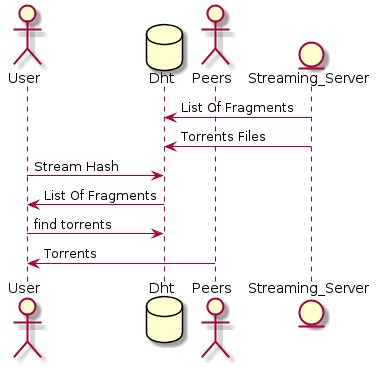 User
Dht
Peers
Streaming_Server
List Of Fragments
Torrents Files
Stream Hash
List Of Fragments
find torrents
Torrents
User
Dht
Peers
Streaming_Server